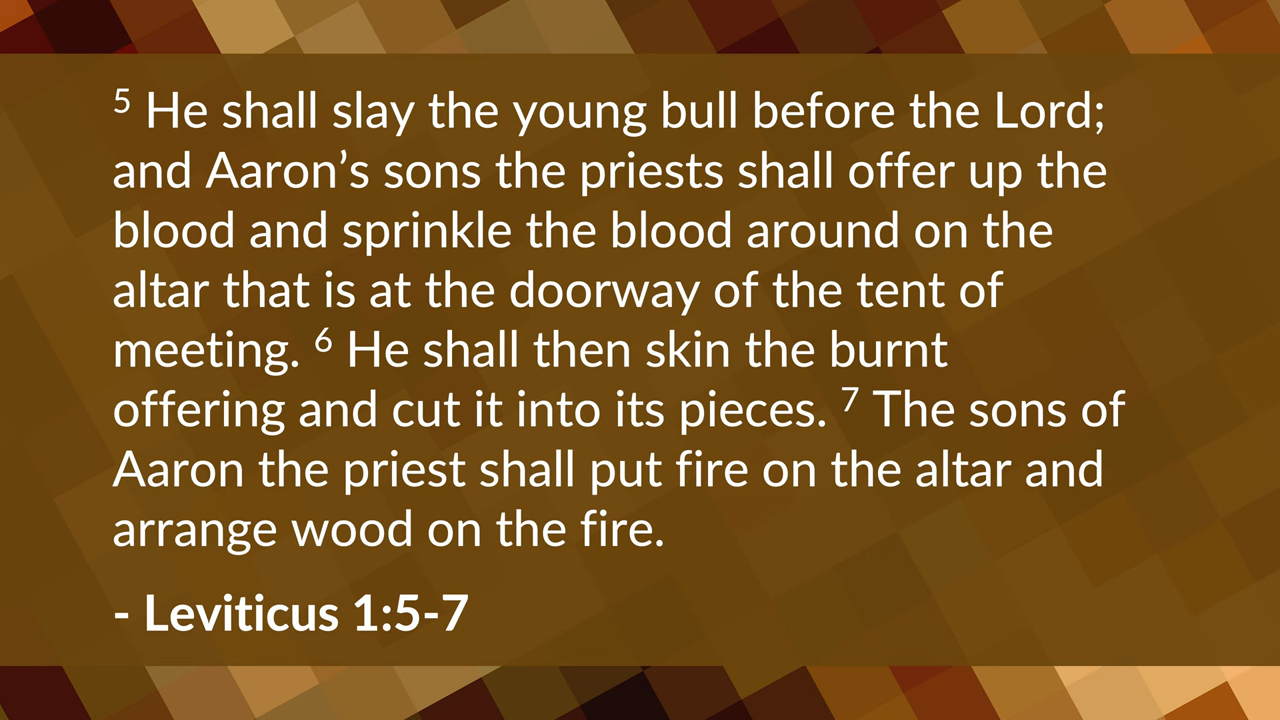 5 He shall slay the young bull before the Lord;
and Aaron’s sons the priests shall offer up the
blood and sprinkle the blood around on the
altar that is at the doorway of the tent of
meeting. 6 He shall then skin the burnt
offering and cut it into its pieces. 7 The sons of
Aaron the priest shall put fire on the altar and
arrange wood on the fire.
- Leviticus 1:5-7